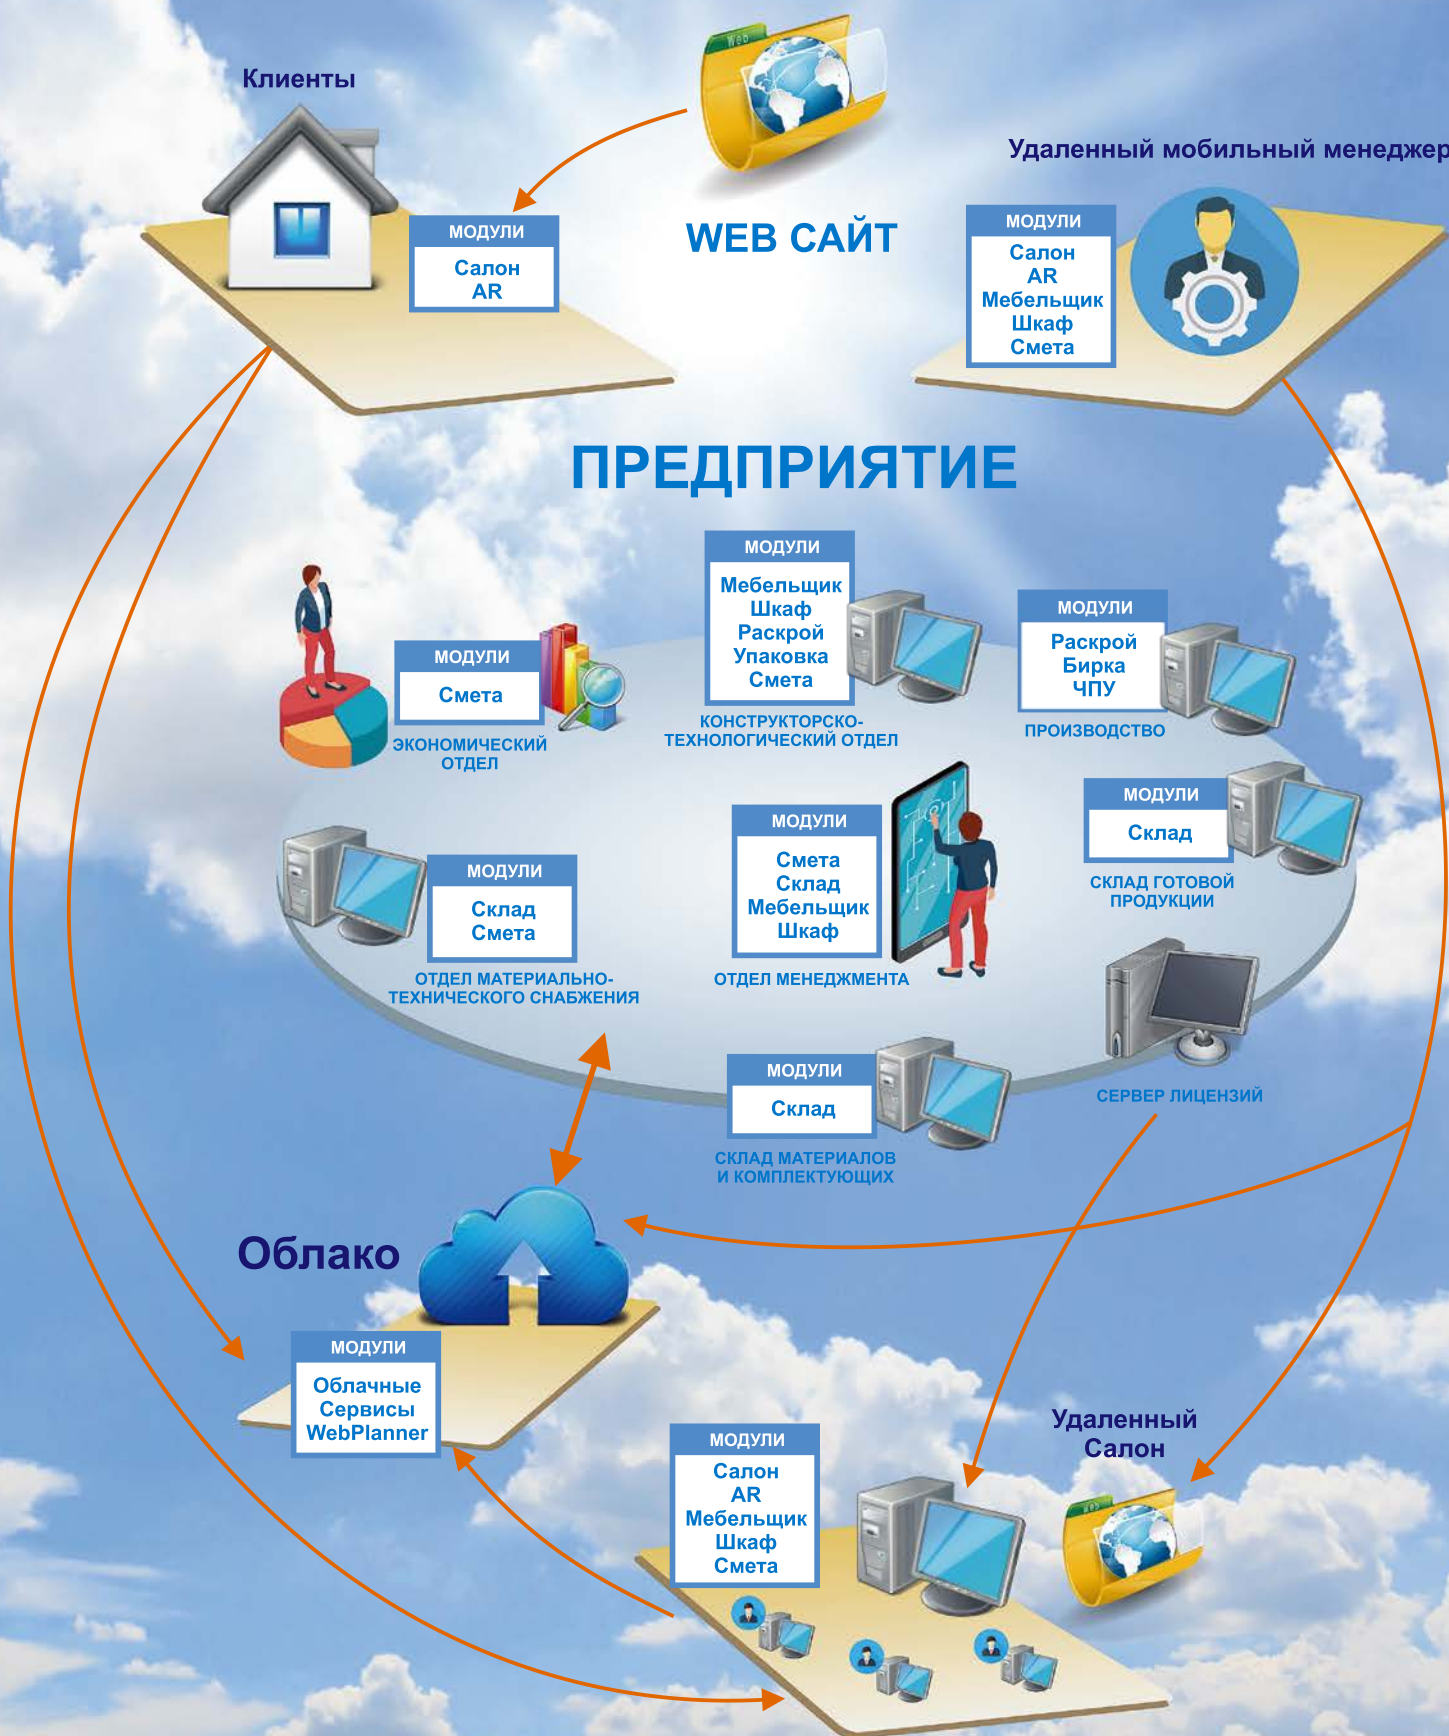 Web
Клиенты
Удаленный мобильный менеджер
МОДУЛИ
Салон
AR
WEB САЙТ
МОДУЛИ
Салон
AR
Мебельщик
Шкаф
Смета
ПРЕДПРИЯТИЕ
МОДУЛИ
Смета
ЭКОНОМИЧЕСКИЙ
ОТДЕЛ
МОДУЛИ
Мебельщик
Шкаф
Раскрой
Упаковка
Смета
КОНСТРУКТОРСКО-
ТЕХНОЛОГИЧЕСКИЙ ОТДЕЛ
МОДУЛИ
Раскрой
Бирка
ЧПУ
ПРОИЗВОДСТВО
МОДУЛИ
Склад
Смета
ОТДЕЛ МАТЕРИАЛЬНО-
ТЕХНИЧЕСКОГО СНАБЖЕНИЯ
МОДУЛИ
Смета
Склад
Мебельщик
Шкаф
ОТДЕЛ МЕНЕДЖМЕНТА
МОДУЛИ
Склад
СКЛАД ГОТОВОЙ
ПРОДУКЦИИ
МОДУЛИ
Склад
СКЛАД МАТЕРИАЛОВ
И КОМПЛЕКТУЮЩИХ
СЕРВЕР ЛИЦЕНЗИЙ
Облако
МОДУЛИ
Облачные
Сервисы
WebPlanner
МОДУЛИ
Салон
AR
Мебельщик
Шкаф
Смета
Удаленный
Салон
Web